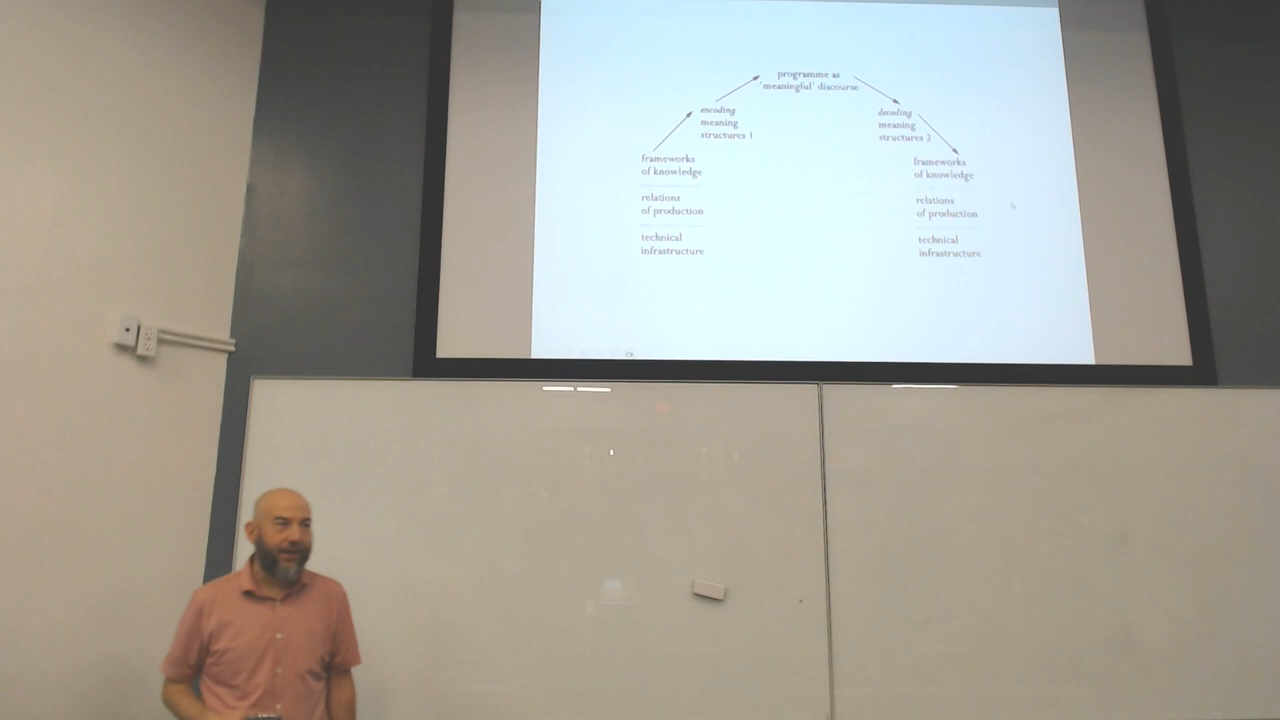 programme as
'meaningful' discourse
encoding
meaning
structures 1
decoding
meaning
structures 2
frameworks
of knowledge
relations
of production
technical
infrastructure
frameworks
of knowledge
relations
of production
technical
infrastructure